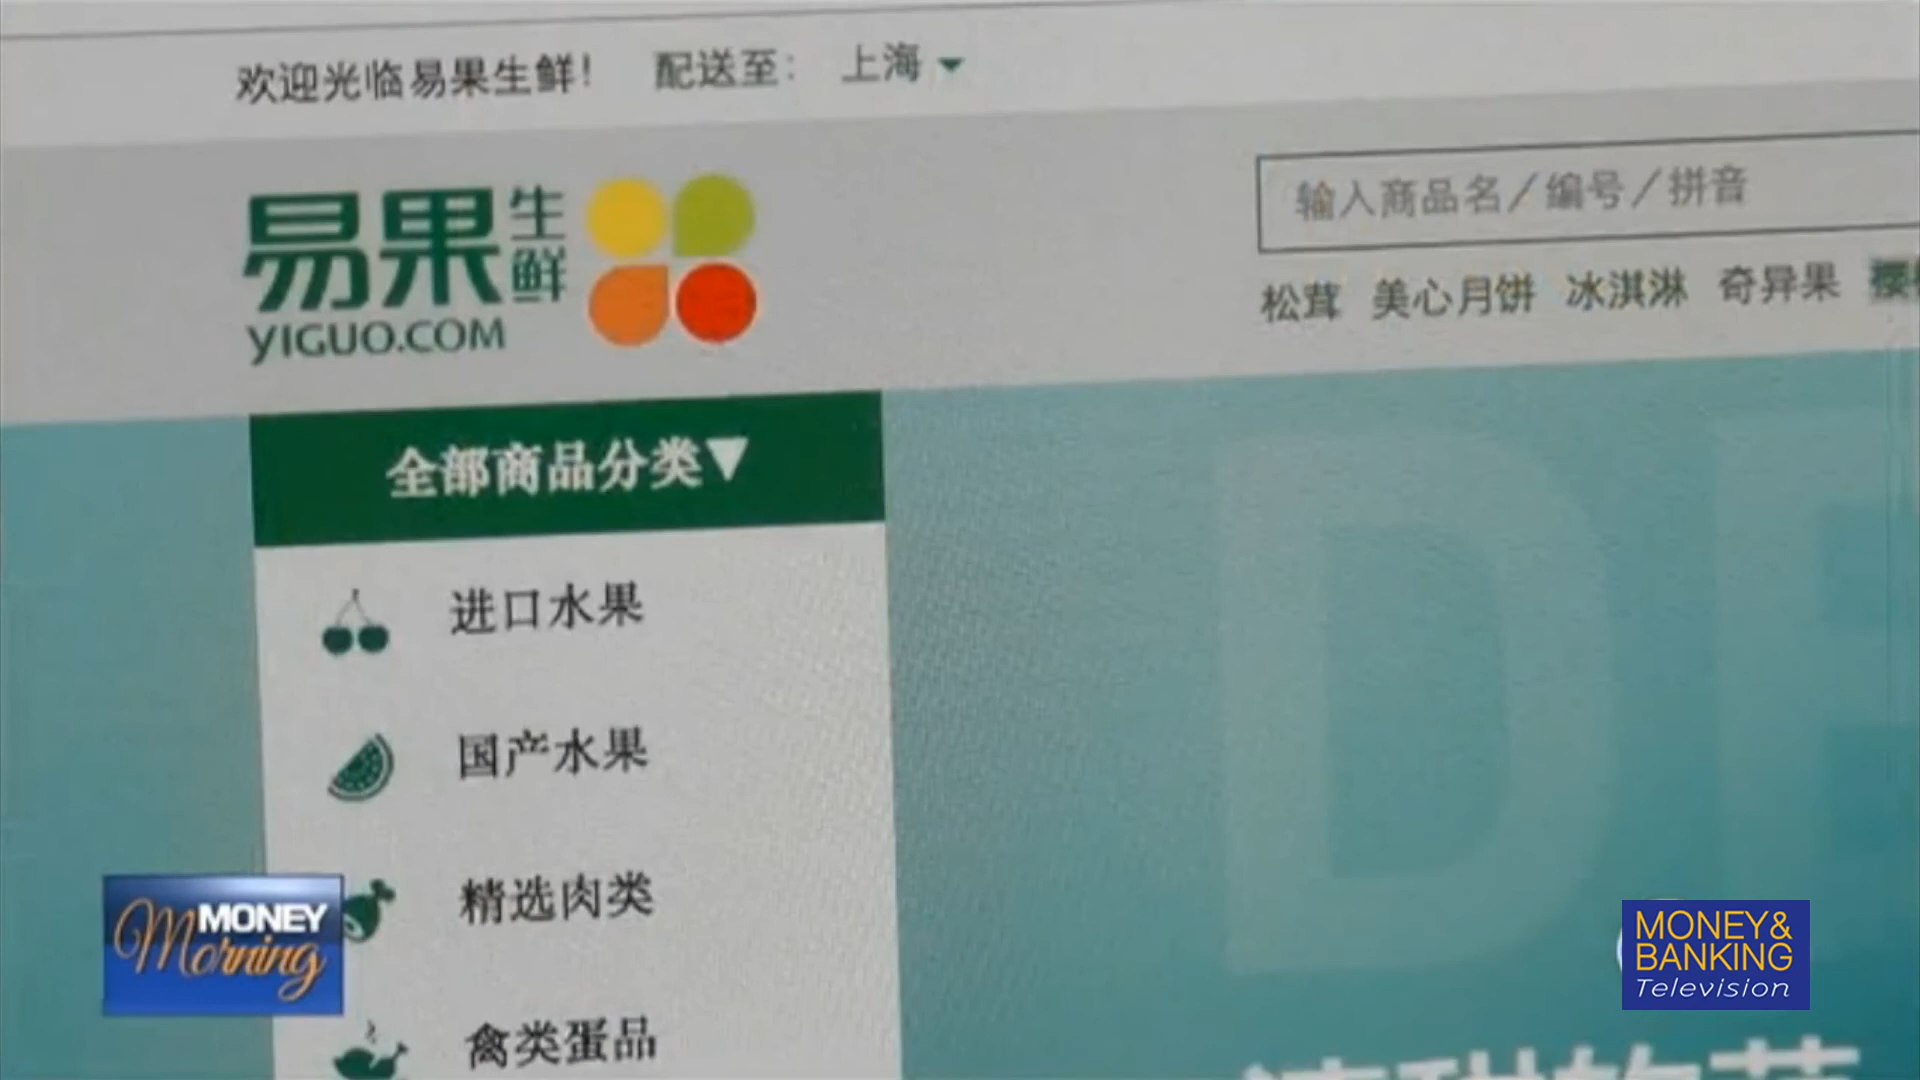 欢迎光临易果生鲜! 配送至: 上海
易果生鲜
YIGUO.COM
输入商品名/编号/拼音
松茸 美心月饼 冰淇淋 奇异果
全部商品分类▼
进口水果
国产水果
精选肉类
禽类蛋品
MONEY
Morning
MONEY&
BANKING
Television